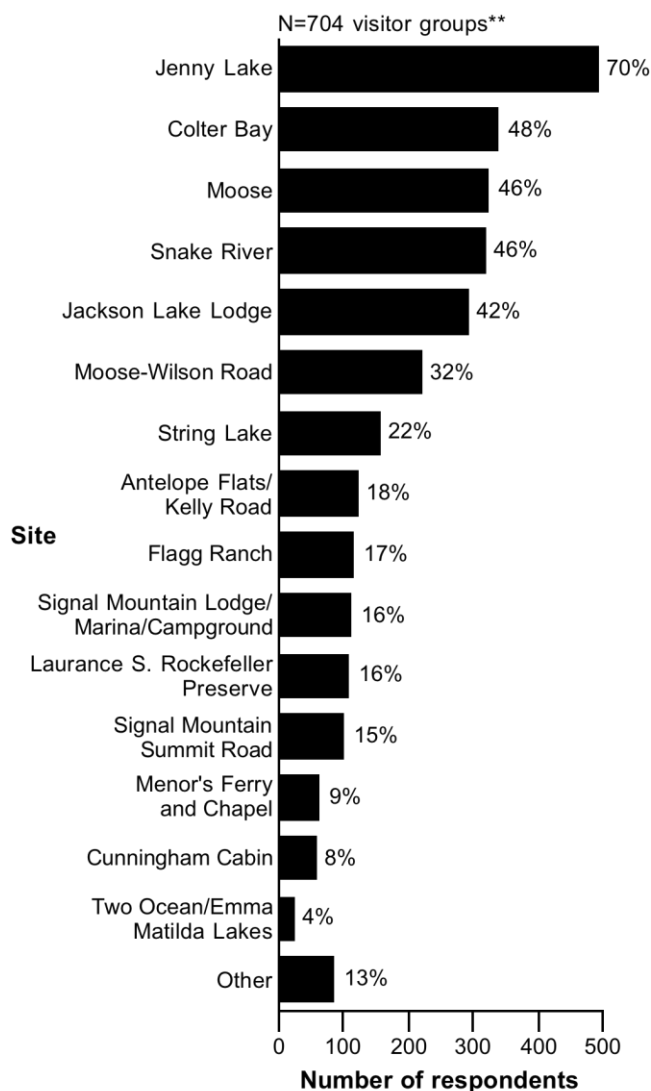 N=704 visitor groups**
Jenny Lake
70%
Colter Bay
48%
Moose
46%
Snake River
46%
Jackson Lake Lodge
42%
Moose-Wilson Road
32%
String Lake
22%
Antelope Flats/
Kelly Road
18%
Site
Flagg Ranch
17%
Signal Mountain Lodge/
Marina/Campground
16%
Laurance S. Rockefeller
Preserve
16%
Signal Mountain
Summit Road
15%
Menor's Ferry
and Chapel
9%
Cunningham Cabin
8%
Two Ocean/Emma
Matilda Lakes
4%
Other
13%
0 100 200 300 400 500
Number of respondents